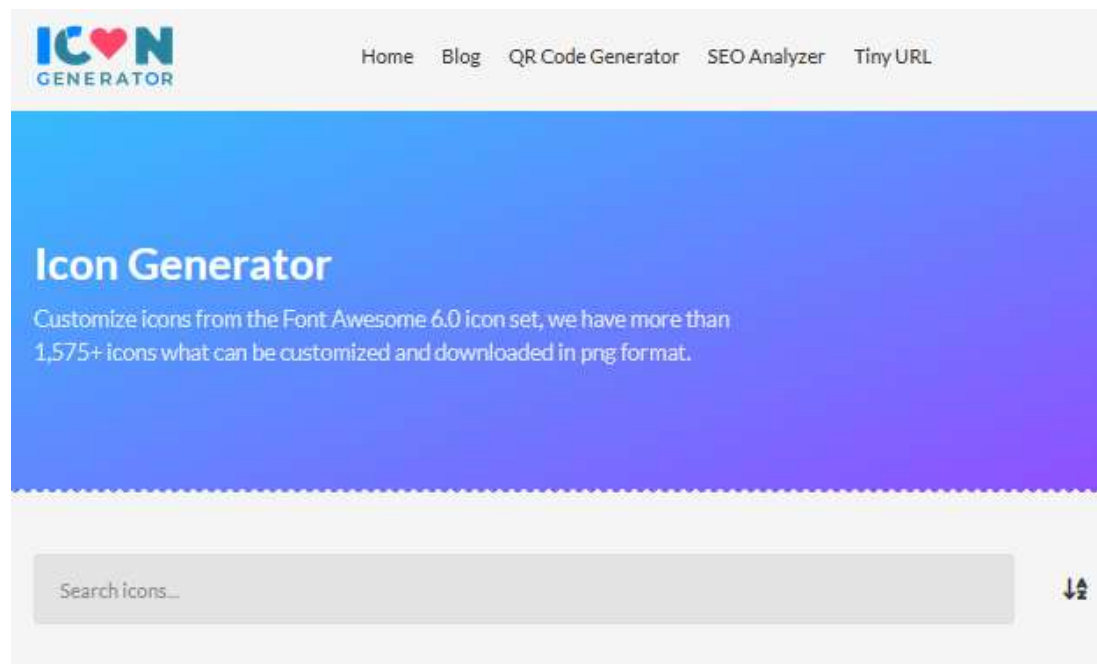 IC♥N
GENERATOR
Home Blog QR Code Generator SEO Analyzer Tiny URL
Icon Generator
Customize icons from the Font Awesome 6.0 icon set, we have more than
1,575+ icons what can be customized and downloaded in png format.
Search icons...